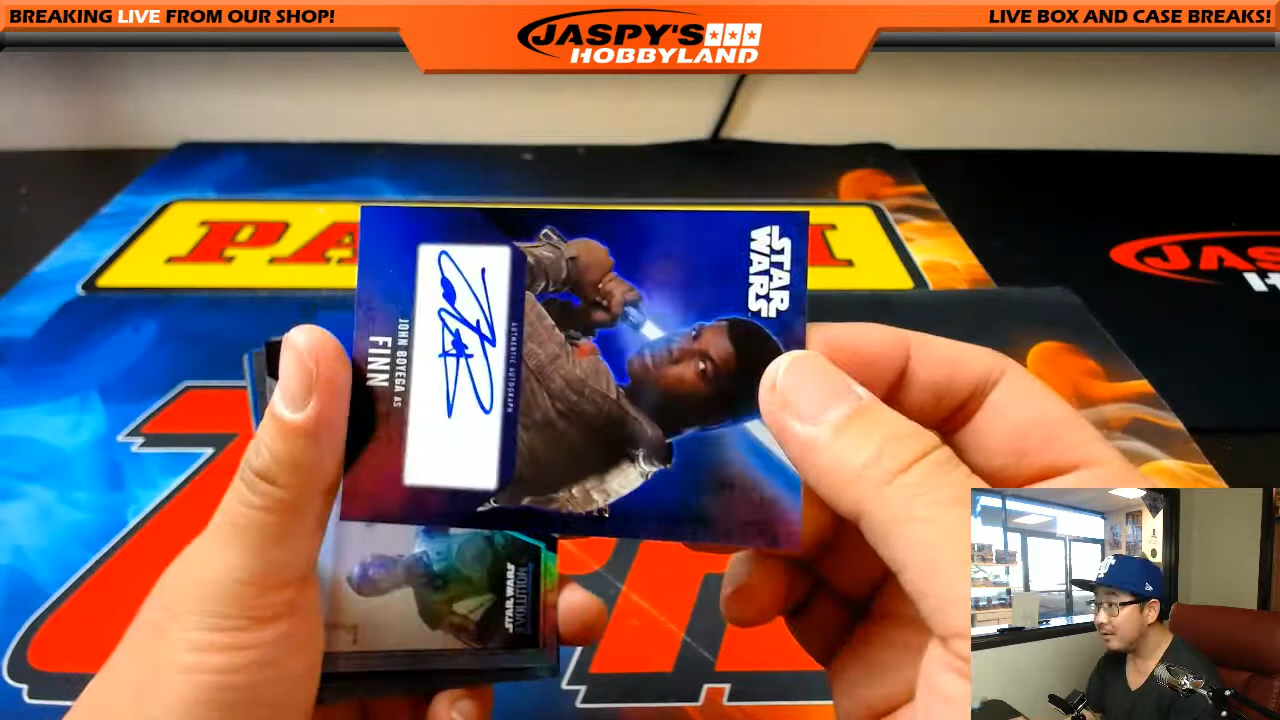 BREAKING LIVE FROM OUR SHOP!
JASPY'S
HOBBYLAND
LIVE BOX AND CASE BREAKS!
STAR
WARS
AUTHENTIC AUTOGRAPH
JOHN BOYEGA AS
FINN
STAR WARS
EVOLUTION